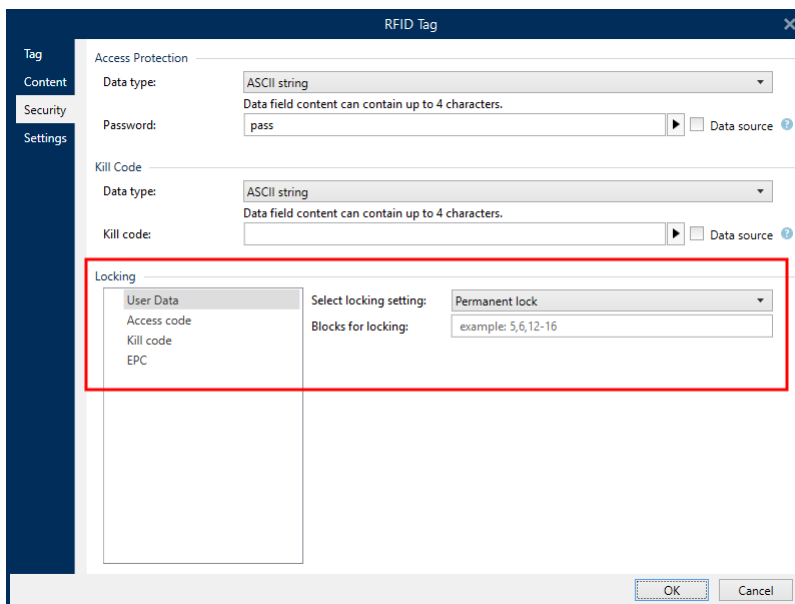 RFID Tag
Tag
Content
Security
Settings
Access Protection
Data type: ASCII string
Data field content can contain up to 4 characters.
Password: pass Data source ?
Kill Code
Data type: ASCII string
Data field content can contain up to 4 characters.
Kill code: Data source ?
Locking
User Data Select locking setting: Permanent lock
Access code Blocks for locking: example: 5,6,12-16
Kill code
EPC
OK Cancel